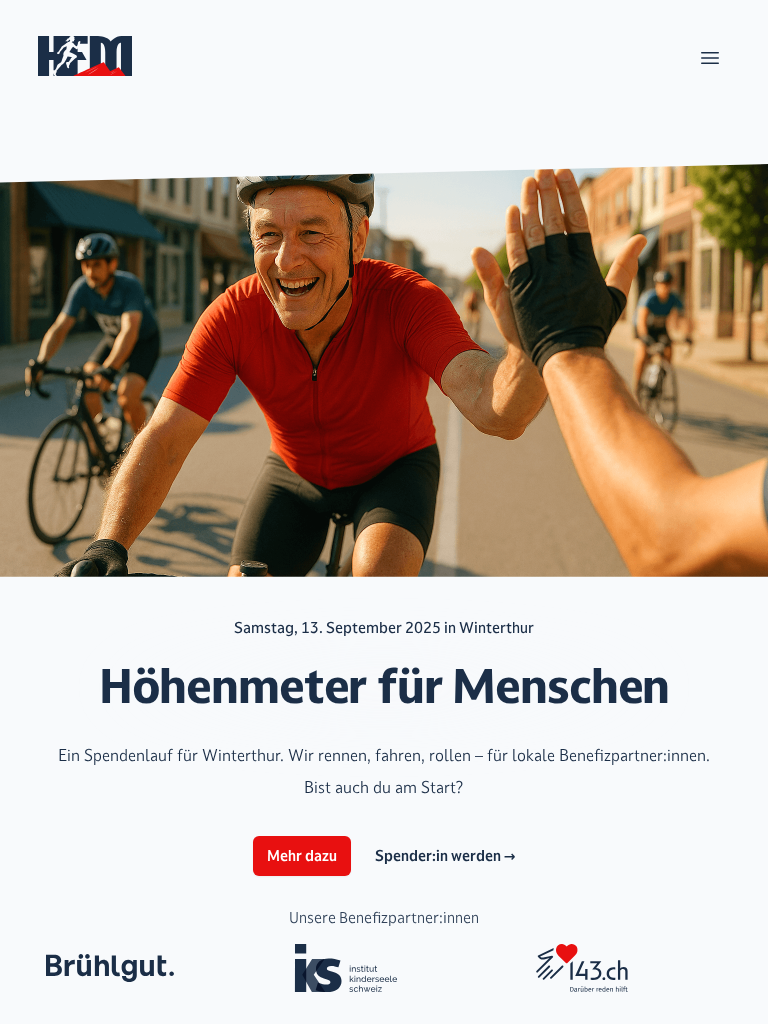 HFM
Samstag, 13. September 2025 in Winterthur
Höhenmeter für Menschen
Ein Spendenlauf für Winterthur. Wir rennen, fahren, rollen – für lokale Benefizpartner:innen.
Bist auch du am Start?
Mehr dazu
Spender:in werden →
Unsere Benefizpartner:innen
Brühlgut.
iks
institut
kinderseele
schweiz
143.ch
Darüber reden hilft